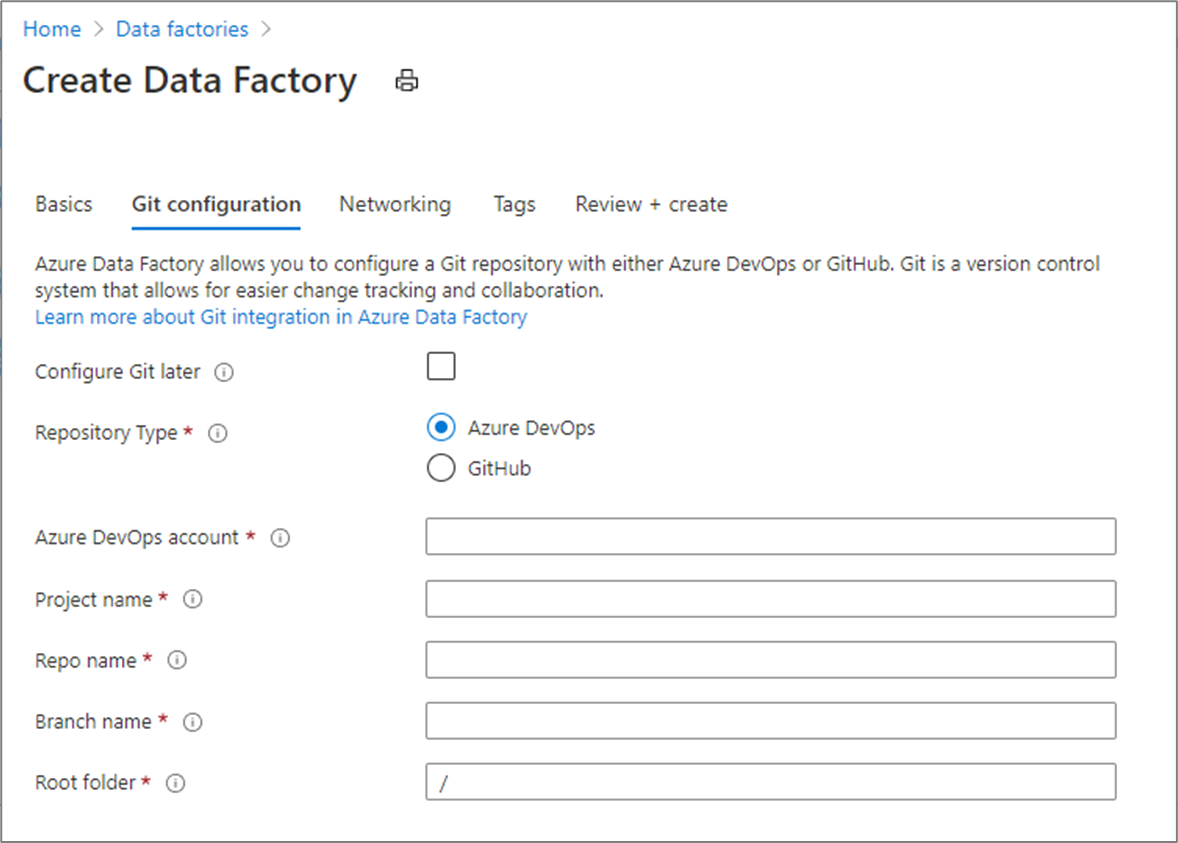 Home > Data factories >
Create Data Factory
Basics Git configuration Networking Tags Review + create
Azure Data Factory allows you to configure a Git repository with either Azure DevOps or GitHub. Git is a version control
system that allows for easier change tracking and collaboration.
Learn more about Git integration in Azure Data Factory
Configure Git later
Repository Type * Azure DevOps
GitHub
Azure DevOps account *
Project name *
Repo name *
Branch name *
Root folder * /